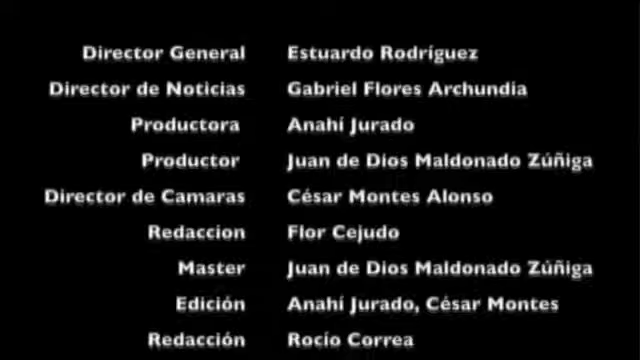 Director General Estuardo Rodríguez
Director de Noticias Gabriel Flores Archundia
Productora Anahí Jurado
Productor Juan de Dios Maldonado Zúñiga
Director de Camaras César Montes Alonso
Redaccion Flor Cejudo
Master Juan de Dios Maldonado Zúñiga
Edición Anahí Jurado, César Montes
Redacción Rocío Correa